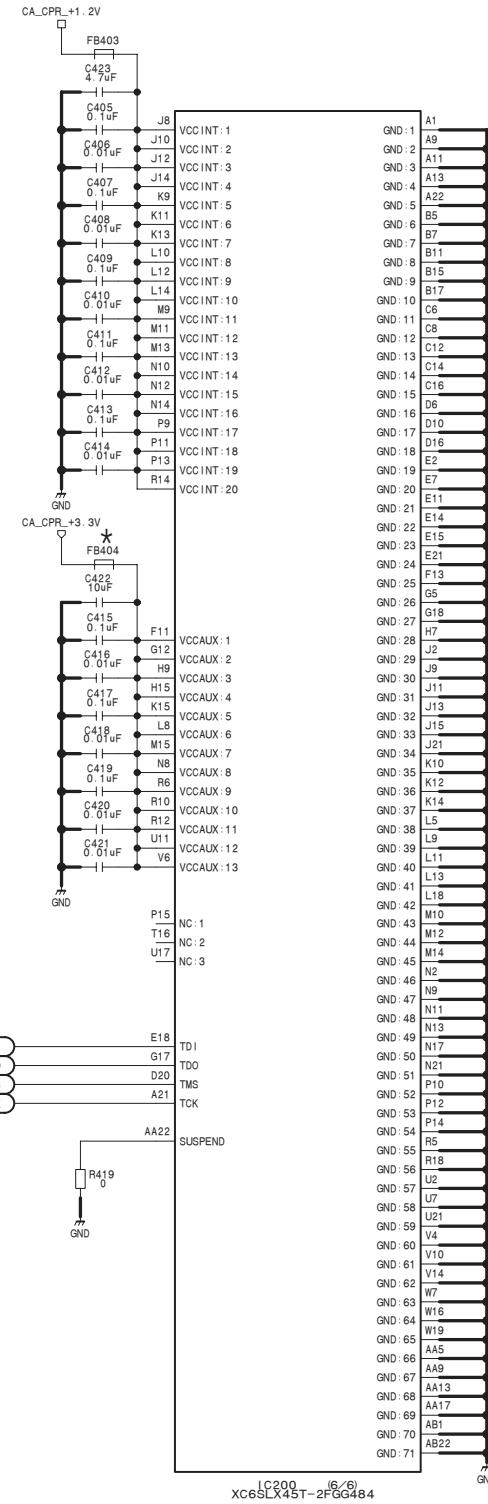 CA_CPR_+1.2V
FB403
C423
4.7uF
C405
0.1uF
C406
0.01uF
C407
0.1uF
C408
0.01uF
C409
0.1uF
C410
0.01uF
C411
0.1uF
C412
0.01uF
C413
0.1uF
C414
0.01uF
GND
J8 VCCINT:1
J10 VCCINT:2
J12 VCCINT:3
J14 VCCINT:4
K9 VCCINT:5
K11 VCCINT:6
K13 VCCINT:7
L10 VCCINT:8
L12 VCCINT:9
L14 VCCINT:10
M9 VCCINT:11
M11 VCCINT:12
M13 VCCINT:13
N10 VCCINT:14
N12 VCCINT:15
N14 VCCINT:16
P9 VCCINT:17
P11 VCCINT:18
P13 VCCINT:19
R14 VCCINT:20
CA_CPR_+3.3V
*
FB404
C422
10uF
C415
0.1uF
C416
0.01uF
C417
0.1uF
C418
0.01uF
C419
0.1uF
C420
0.01uF
C421
0.01uF
GND
F11 VCCAUX:1
G12 VCCAUX:2
H9 VCCAUX:3
H15 VCCAUX:4
K15 VCCAUX:5
L8 VCCAUX:6
M15 VCCAUX:7
N8 VCCAUX:8
R6 VCCAUX:9
R10 VCCAUX:10
R12 VCCAUX:11
U11 VCCAUX:12
V6 VCCAUX:13
P15 NC:1
T16 NC:2
U17 NC:3
E18 TDI
G17 TDO
D20 TMS
A21 TCK
AA22 SUSPEND
R419
0
GND
GND:1 A1
GND:2 A9
GND:3 A11
GND:4 A13
GND:5 A22
GND:6 B5
GND:7 B7
GND:8 B11
GND:9 B15
GND:10 B17
GND:11 C6
GND:12 C8
GND:13 C12
GND:14 C14
GND:15 C16
GND:16 D6
GND:17 D10
GND:18 D16
GND:19 E2
GND:20 E7
GND:21 E11
GND:22 E14
GND:23 E15
GND:24 E21
GND:25 F13
GND:26 G5
GND:27 G18
GND:28 H7
GND:29 J2
GND:30 J9
GND:31 J11
GND:32 J13
GND:33 J15
GND:34 J21
GND:35 K10
GND:36 K12
GND:37 K14
GND:38 L5
GND:39 L9
GND:40 L11
GND:41 L13
GND:42 L18
GND:43 M10
GND:44 M12
GND:45 M14
GND:46 N2
GND:47 N9
GND:48 N11
GND:49 N13
GND:50 N17
GND:51 N21
GND:52 P10
GND:53 P12
GND:54 P14
GND:55 R5
GND:56 R18
GND:57 U2
GND:58 U7
GND:59 U21
GND:60 V4
GND:61 V10
GND:62 V14
GND:63 W7
GND:64 W16
GND:65 W19
GND:66 AA5
GND:67 AA9
GND:68 AA13
GND:69 AA17
GND:70 AB1
GND:71 AB22
IC200 (6/6)
XC6SLX45T-2FGG484